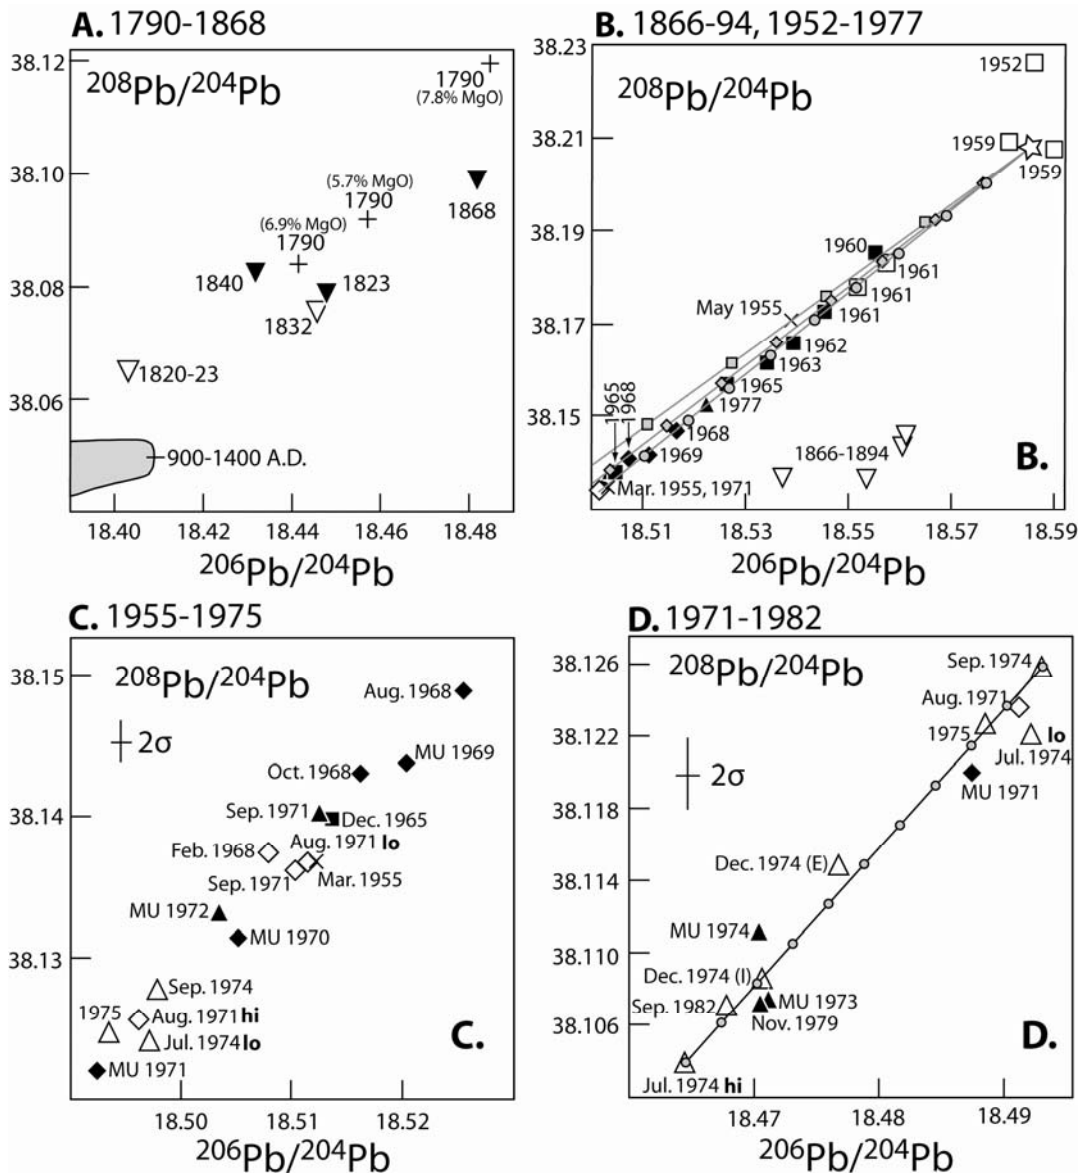 A. 1790-1868
38.12
208Pb/204Pb
1790
(7.8% MgO)
38.10
(5.7% MgO)
1790
1868
(6.9% MgO)
1790
1840
1823
38.08
1832
1820-23
38.06
900-1400 A.D.
18.40
18.42
18.44
18.46
18.48
206Pb/204Pb
B. 1866-94, 1952-1977
38.23
1952
208Pb/204Pb
38.21
1959
1959
38.19
1960
1961
1961
May 1955
1961
38.17
1962
1963
1965
1965
1968
1977
38.15
1968
1969
1866-1894
Mar. 1955, 1971
B.
18.51
18.53
18.55
18.57
18.59
206Pb/204Pb
C. 1955-1975
38.15
208Pb/204Pb
Aug. 1968
2σ
MU 1969
Oct. 1968
Sep. 1971
Dec. 1965
38.14
Aug. 1971 lo
Feb. 1968
Sep. 1971
Mar. 1955
MU 1972
MU 1970
38.13
Sep. 1974
1975
Aug. 1971 hi
Jul. 1974 lo
C.
MU 1971
18.50
18.51
18.52
206Pb/204Pb
D. 1971-1982
38.126
208Pb/204Pb
Sep. 1974
Aug. 1971
38.122
1975
lo
Jul. 1974
2σ
MU 1971
38.118
38.114
Dec. 1974 (E)
MU 1974
38.110
Dec. 1974 (I)
Sep. 1982
MU 1973
38.106
Nov. 1979
D.
Jul. 1974 hi
18.47
18.48
18.49
206Pb/204Pb